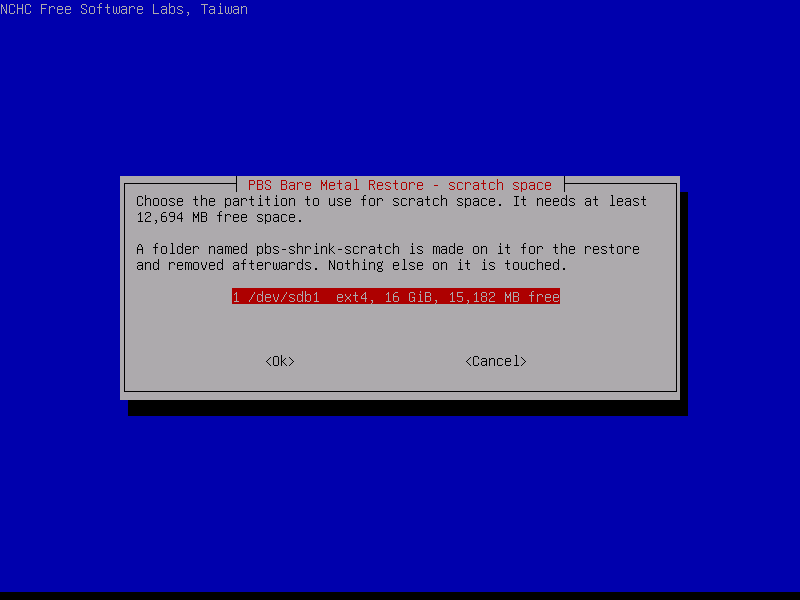 NCHC Free Software Labs, Taiwan
PBS Bare Metal Restore - scratch space
Choose the partition to use for scratch space. It needs at least
12,694 MB free space.
A folder named pbs-shrink-scratch is made on it for the restore
and removed afterwards. Nothing else on it is touched.
1 /dev/sdb1  ext4, 16 GiB, 15,182 MB free
<Ok> <Cancel>